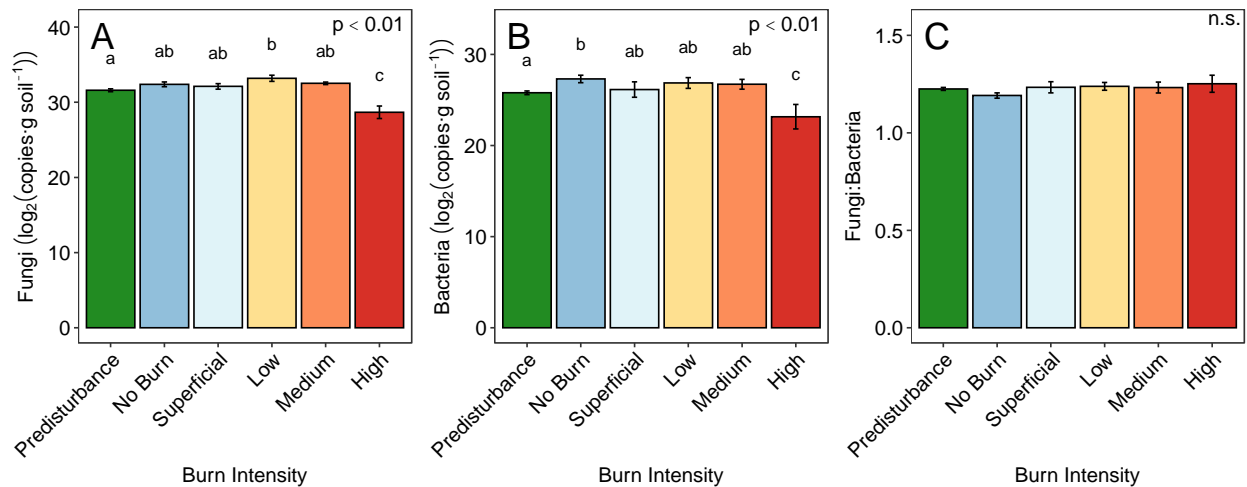 A
p < 0.01
a
ab
ab
b
ab
c
40
30
20
10
0
Fungi (log₂(copies·g soil⁻¹))
Predisturbance
No Burn
Superficial
Low
Medium
High
Burn Intensity
B
p < 0.01
a
b
ab
ab
ab
c
30
20
10
0
Bacteria (log₂(copies·g soil⁻¹))
Predisturbance
No Burn
Superficial
Low
Medium
High
Burn Intensity
C
n.s.
1.5
1.0
0.5
0.0
Fungi:Bacteria
Predisturbance
No Burn
Superficial
Low
Medium
High
Burn Intensity